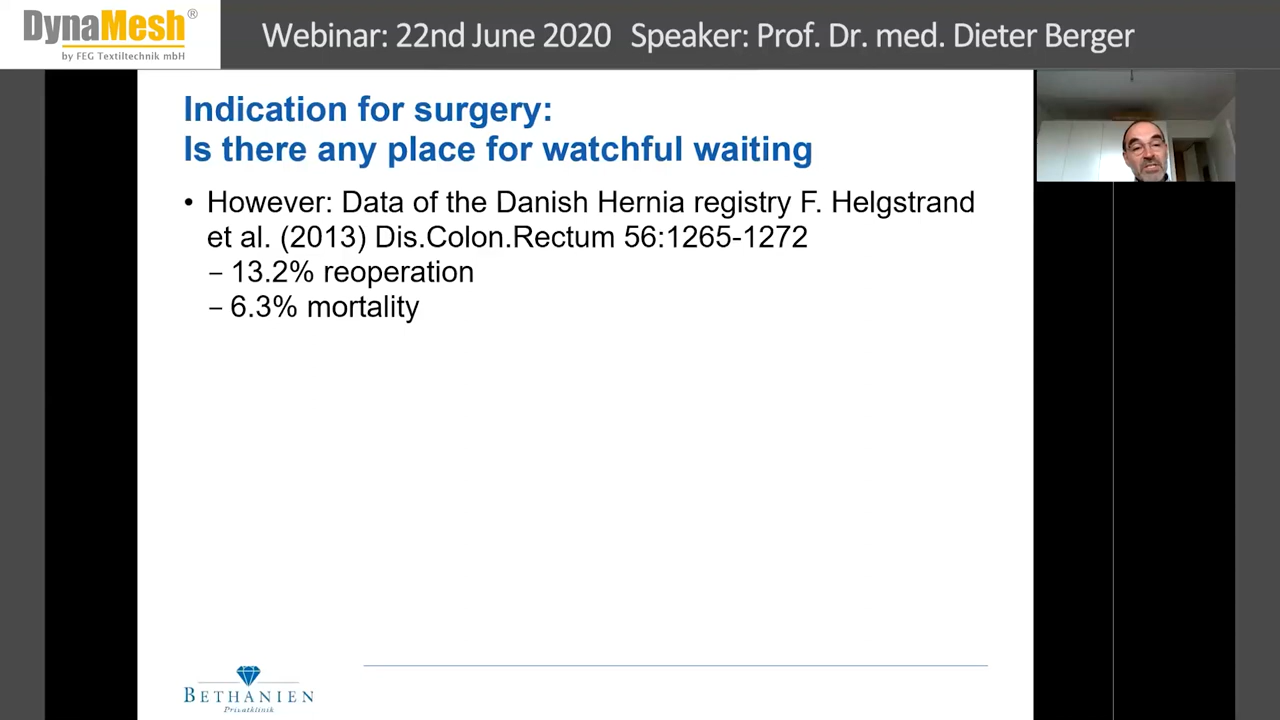 DynaMesh®
by FEG Textiltechnik mbH
Webinar: 22nd June 2020 Speaker: Prof. Dr. med. Dieter Berger
Indication for surgery:
Is there any place for watchful waiting
• However: Data of the Danish Hernia registry F. Helgstrand
et al. (2013) Dis.Colon.Rectum 56:1265-1272
– 13.2% reoperation
– 6.3% mortality
BETHANIEN
Privatklinik